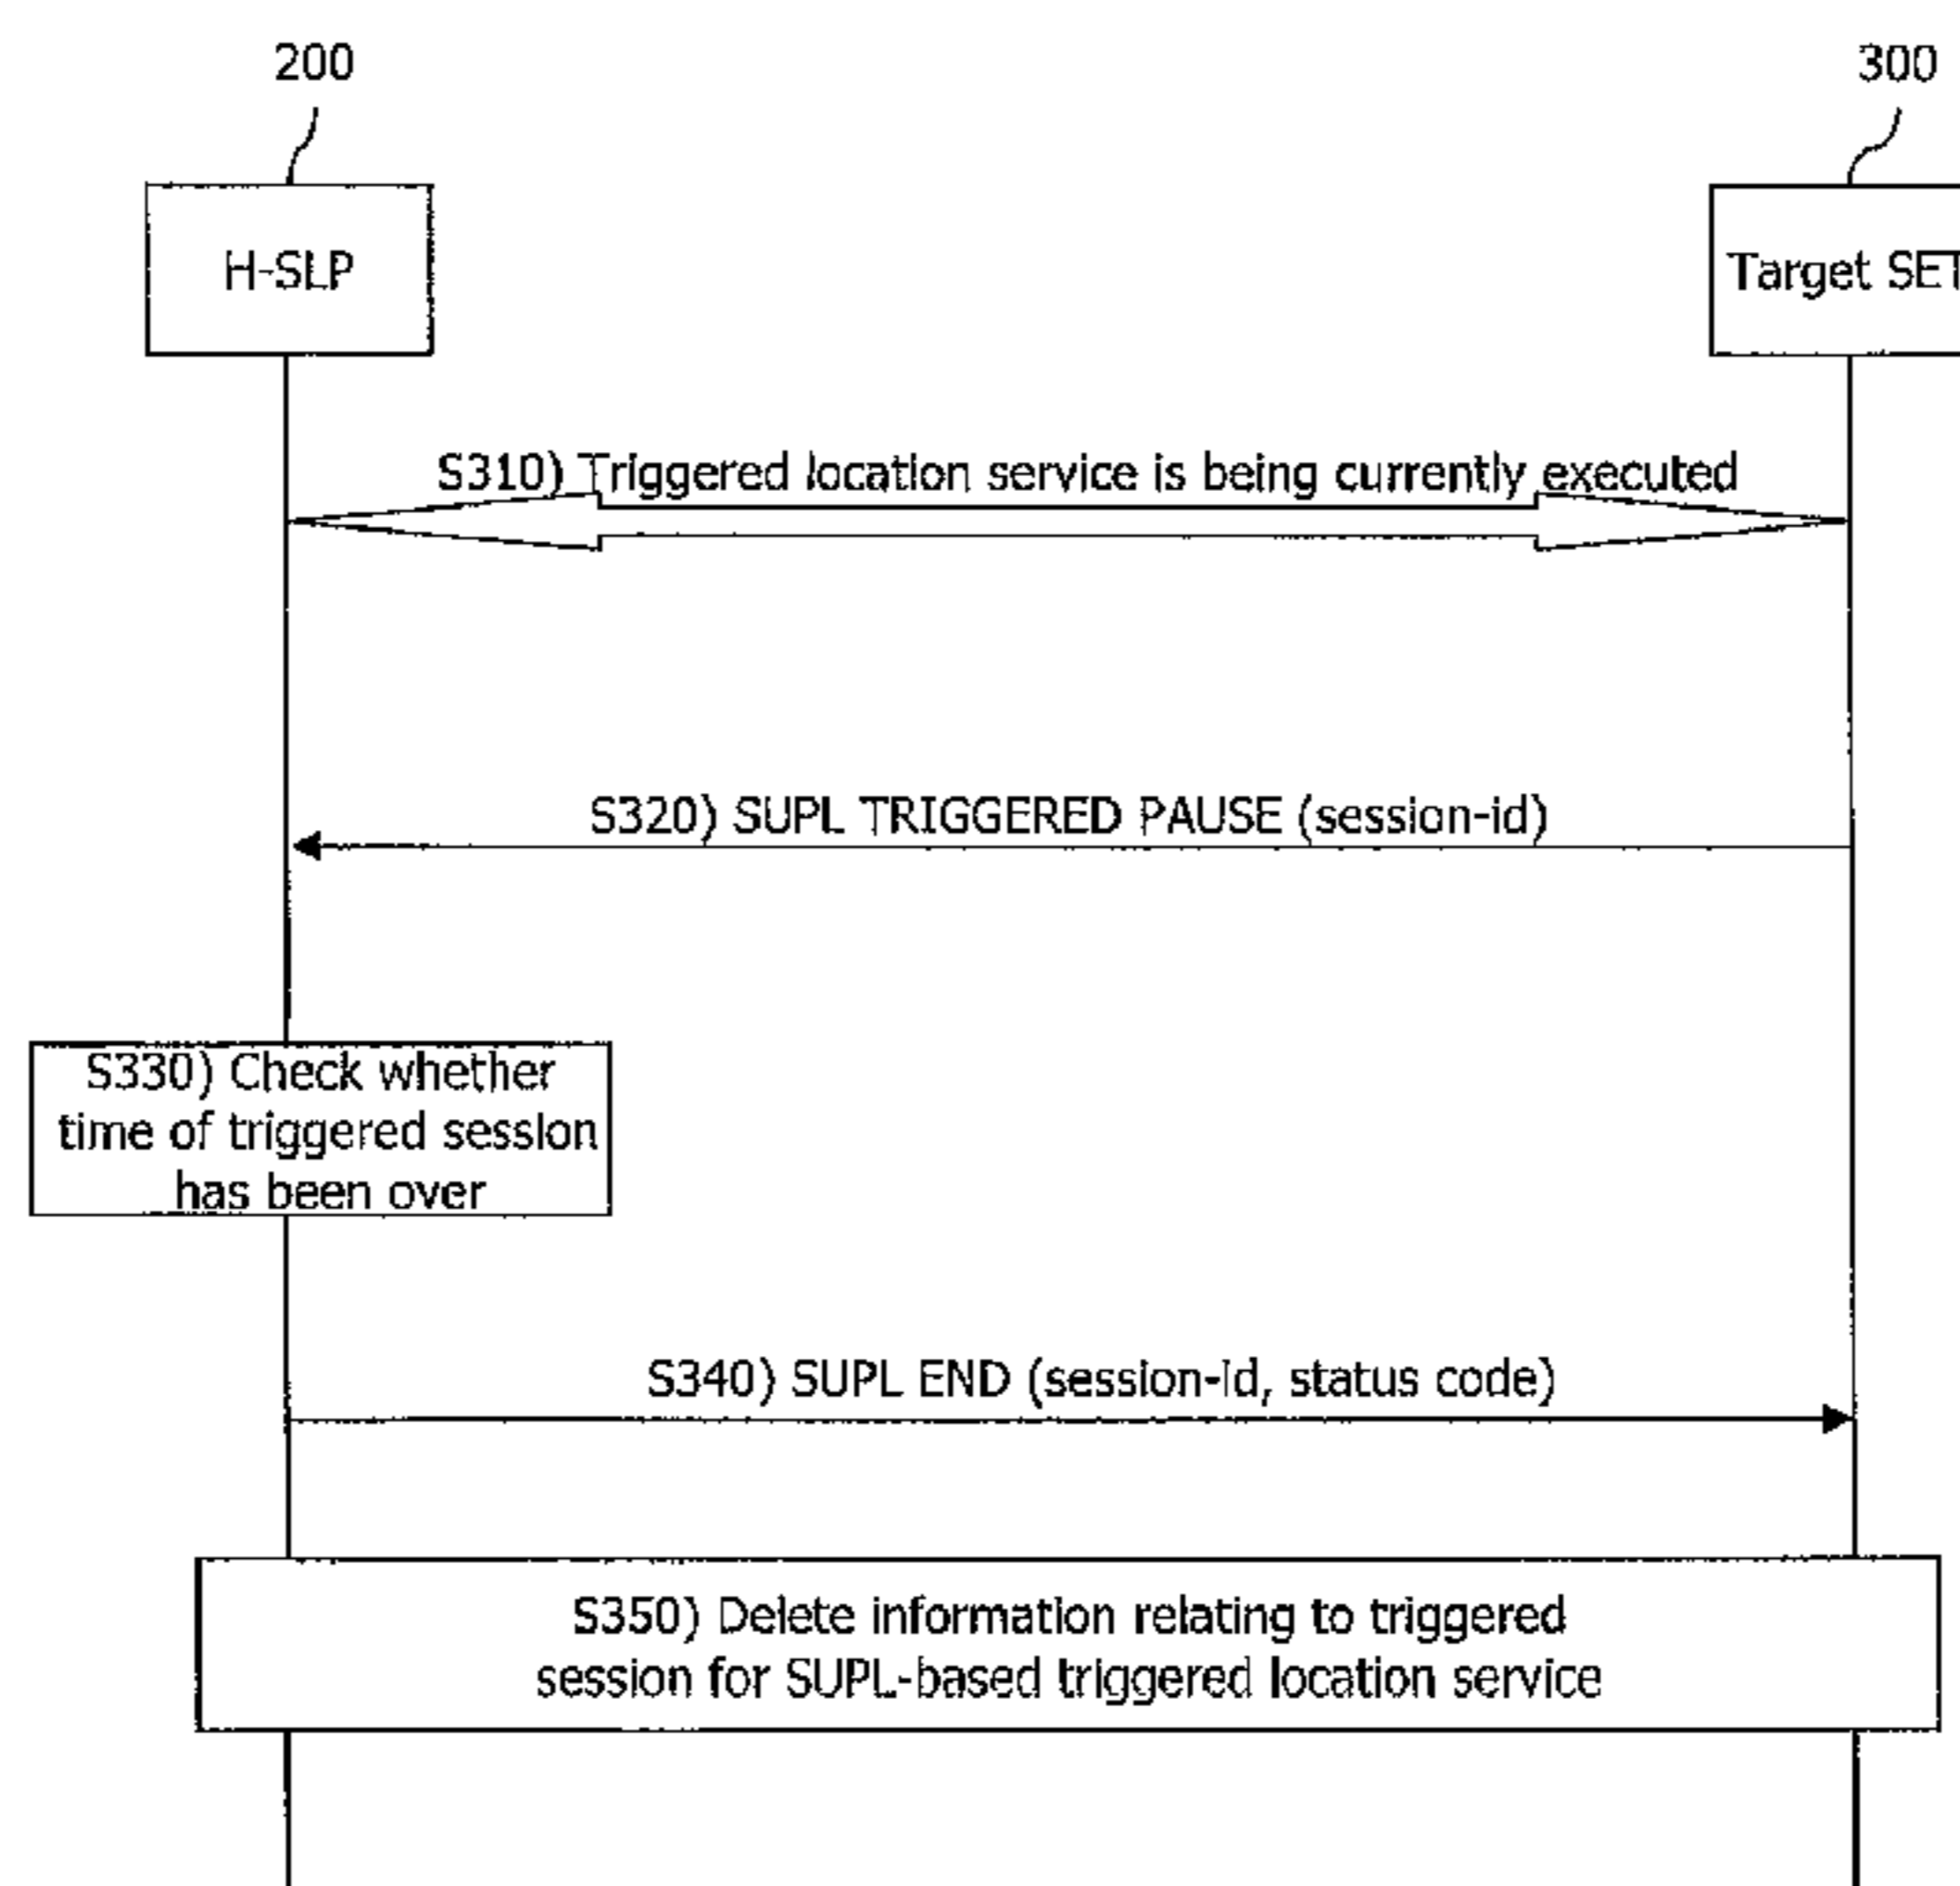 200
300
H-SLP
Target SET
S310) Triggered location service is being currently executed
S320) SUPL TRIGGERED PAUSE (session-id)
S330) Check whether
time of triggered session
has been over
S340) SUPL END (session-id, status code)
S350) Delete information relating to triggered
session for SUPL-based triggered location service